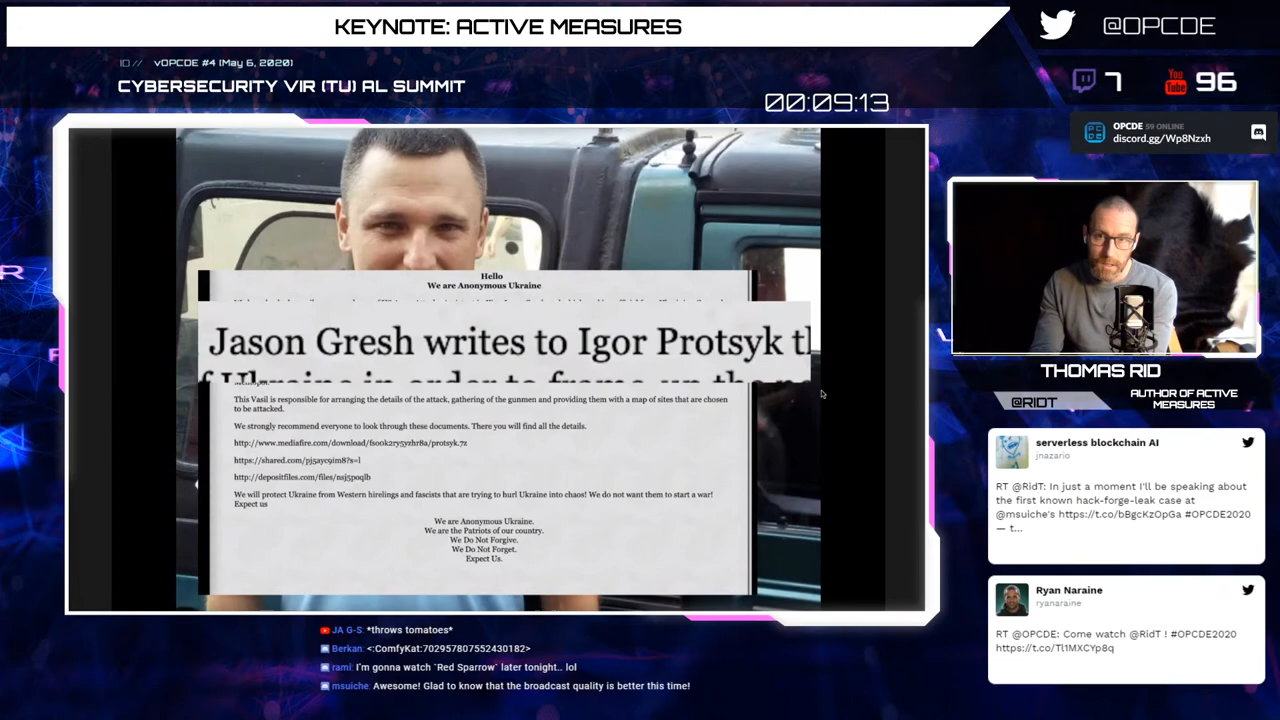 KEYNOTE: ACTIVE MEASURES
@OPCDE
ID // vOPCDE #4 (May 6, 2020)
CYBERSECURITY VIR (TU) AL SUMMIT
00:09:13
7
You Tube 96
OPCDE 59 ONLINE
discord.gg/Wp8Nzxh
Hello
We are Anonymous Ukraine
Jason Gresh writes to Igor Protsyk
This Vasil is responsible for arranging the details of the attack, gathering of the gunmen and providing them with a map of sites that are chosen
to be attacked.
We strongly recommend everyone to look through these documents. There you will find all the details.
http://www.mediafire.com/download/fs00k2ry5yzhr8a/protsyk.7z
https://shared.com/pj5ayc9im8?s=l
http://depositfiles.com/files/nsj5poqlb
We will protect Ukraine from Western hirelings and fascists that are trying to hurl Ukraine into chaos! We do not want them to start a war!
Expect us
We are Anonymous Ukraine.
We are the Patriots of our country.
We Do Not Forgive.
We Do Not Forget.
Expect Us.
THOMAS RID
@RIDT
AUTHOR OF ACTIVE
MEASURES
serverless blockchain AI
jnazario
RT @RidT: In just a moment I'll be speaking about
the first known hack-forge-leak case at
@msuiche's https://t.co/bBgcKzOpGa #OPCDE2020
— t...
Ryan Naraine
ryanaraine
RT @OPCDE: Come watch @RidT ! #OPCDE2020
https://t.co/Tl1MXCYp8q
JA G-S: *throws tomatoes*
Berkan: <:ComfyKat:702957807552430182>
rami: I'm gonna watch `Red Sparrow` later tonight.. lol
msuiche: Awesome! Glad to know that the broadcast quality is better this time!